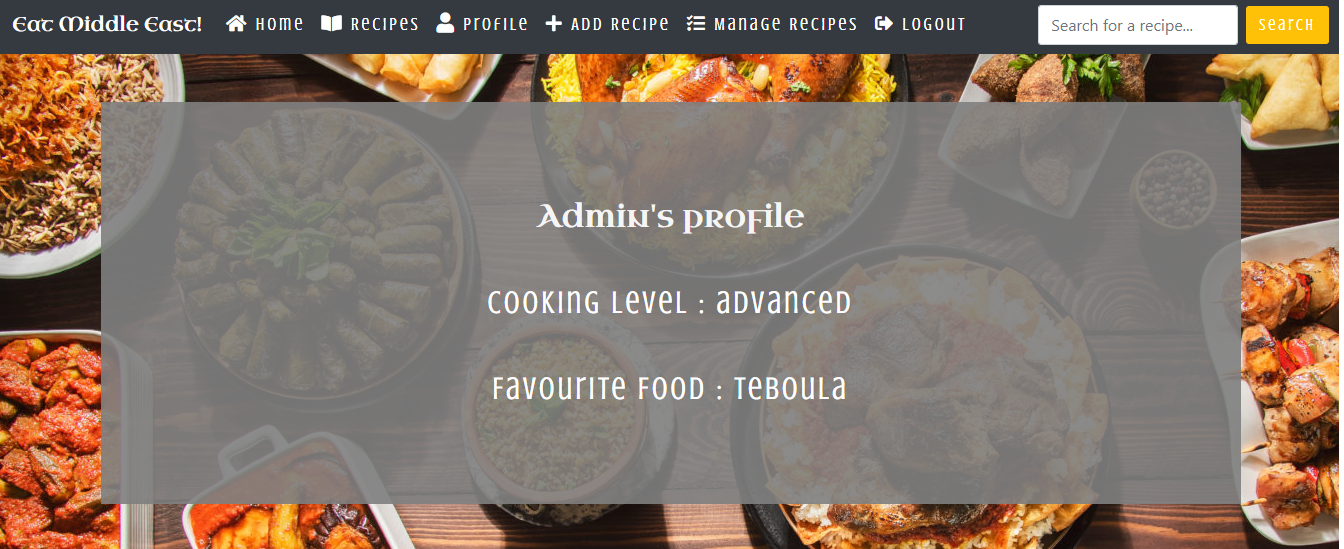 Eat Middle East! Home Recipes Profile Add Recipe Manage Recipes Logout Search for a recipe... Search
Admin's profile
Cooking Level : advanced
Favourite Food : Teboula